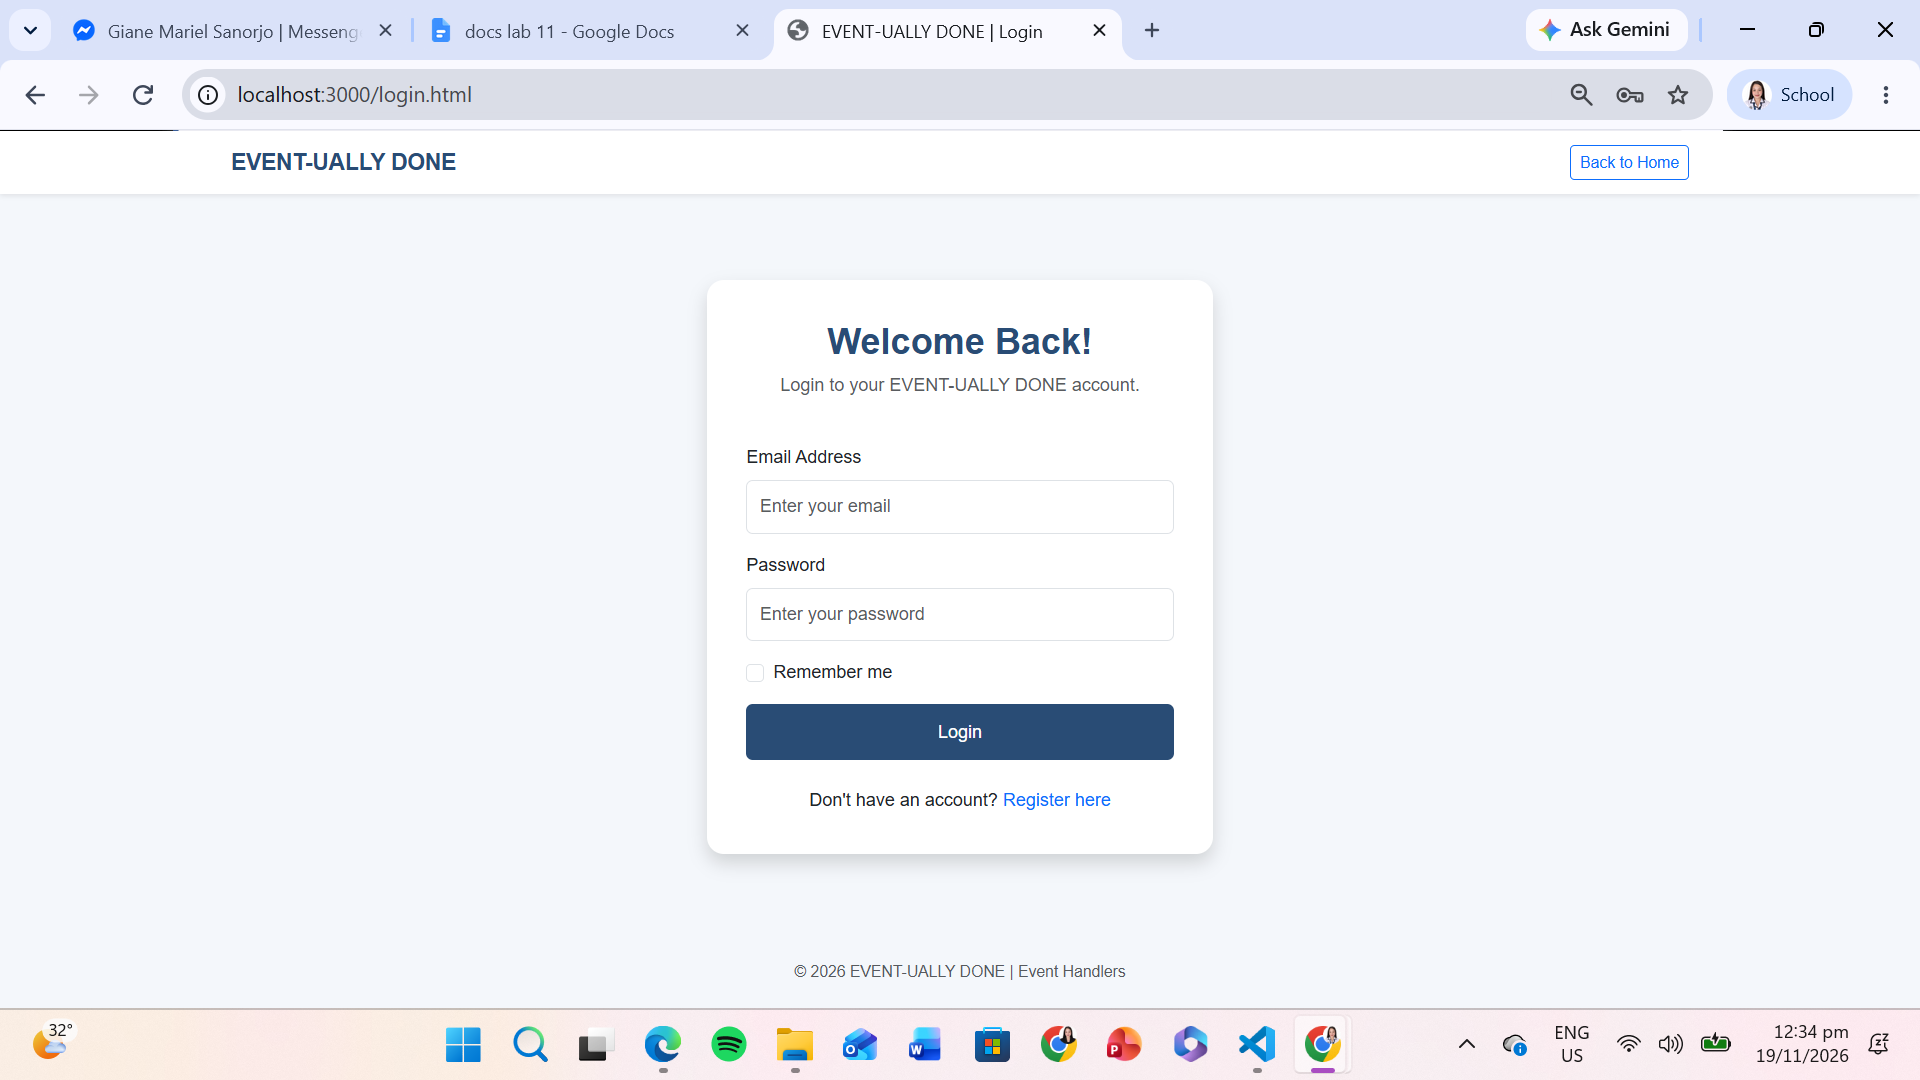 Giane Mariel Sanorjo | Messeng
docs lab 11 - Google Docs
EVENT-UALLY DONE | Login
Ask Gemini
localhost:3000/login.html
School
EVENT-UALLY DONE
Back to Home
Welcome Back!
Login to your EVENT-UALLY DONE account.
Email Address
Enter your email
Password
Enter your password
Remember me
Login
Don't have an account? Register here
© 2026 EVENT-UALLY DONE | Event Handlers
32°
ENG
US
12:34 pm
19/11/2026